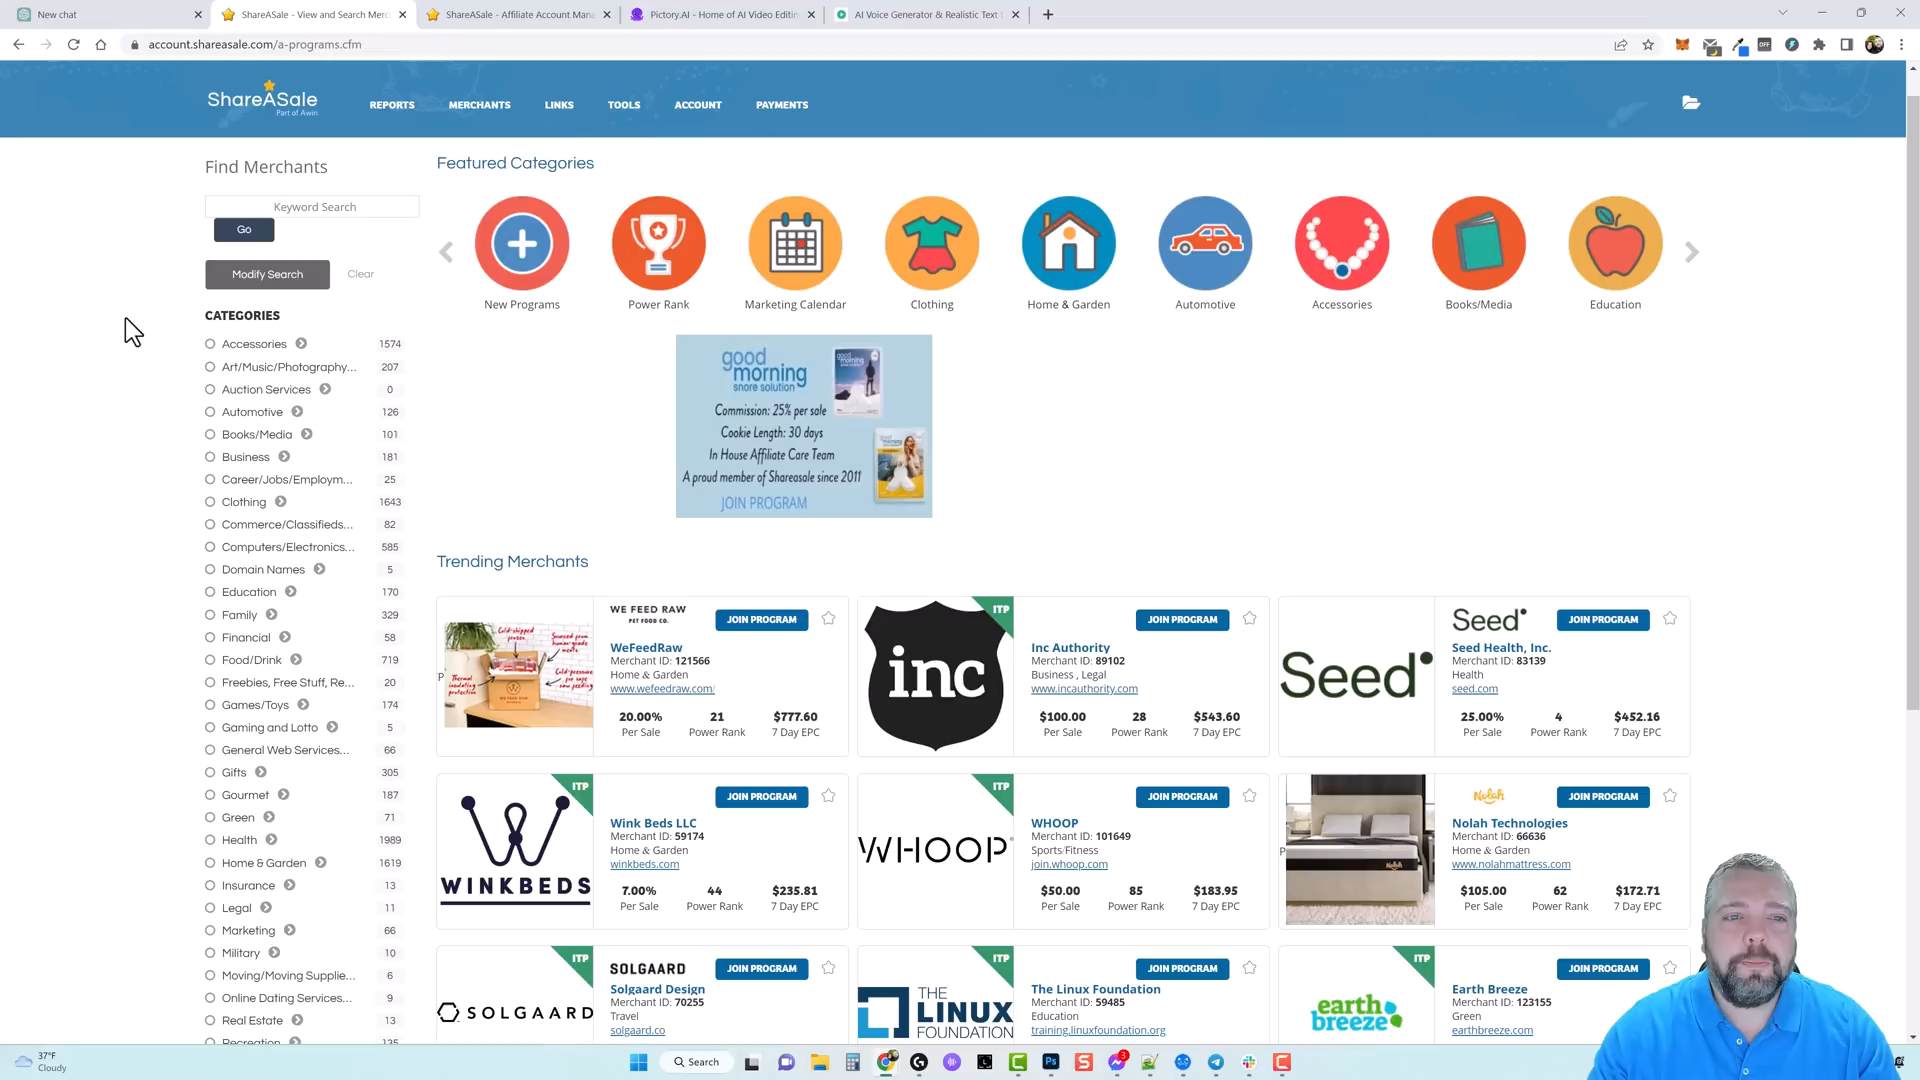 New chat
ShareASale - View and Search Merc
ShareASale - Affiliate Account Mana
Pictory.AI - Home of AI Video Editin
AI Voice Generator & Realistic Text
account.shareasale.com/a-programs.cfm
ShareASale
Part of Awin
REPORTS
MERCHANTS
LINKS
TOOLS
ACCOUNT
PAYMENTS
Find Merchants
Keyword Search
Go
Modify Search
Clear
CATEGORIES
Accessories 1574
Art/Music/Photography... 207
Auction Services 0
Automotive 126
Books/Media 101
Business 181
Career/Jobs/Employm... 25
Clothing 1643
Commerce/Classifieds... 82
Computers/Electronics... 585
Domain Names 5
Education 170
Family 329
Financial 58
Food/Drink 719
Freebies, Free Stuff, Re... 20
Games/Toys 174
Gaming and Lotto 5
General Web Services... 66
Gifts 305
Gourmet 187
Green 71
Health 1989
Home & Garden 1619
Insurance 13
Legal 11
Marketing 66
Military 10
Moving/Moving Supplie... 6
Online Dating Services... 9
Real Estate 13
Recreation 135
Featured Categories
New Programs
Power Rank
Marketing Calendar
Clothing
Home & Garden
Automotive
Accessories
Books/Media
Education
good
morning
snore solution
Commission: 25% per sale
Cookie Length: 30 days
In House Affiliate Care Team
A proud member of Shareasale since 2011
JOIN PROGRAM
Trending Merchants
Cold-shipped frozen
Sourced from human-grade meats
Thermal insulating protection
WE FEED RAW
PET FOOD CO.
JOIN PROGRAM
WeFeedRaw
Merchant ID: 121566
Home & Garden
www.wefeedraw.com/
20.00% 21 $777.60
Per Sale Power Rank 7 Day EPC
inc
ITP
JOIN PROGRAM
Inc Authority
Merchant ID: 89102
Business , Legal
www.incauthority.com
$100.00 28 $543.60
Per Sale Power Rank 7 Day EPC
Seed
Seed
JOIN PROGRAM
Seed Health, Inc.
Merchant ID: 83139
Health
seed.com
25.00% 4 $452.16
Per Sale Power Rank 7 Day EPC
WINKBEDS
ITP
JOIN PROGRAM
Wink Beds LLC
Merchant ID: 59174
Home & Garden
winkbeds.com
7.00% 44 $235.81
Per Sale Power Rank 7 Day EPC
WHOOP
ITP
JOIN PROGRAM
WHOOP
Merchant ID: 101649
Sports/Fitness
join.whoop.com
$50.00 85 $183.95
Per Sale Power Rank 7 Day EPC
Nolah
JOIN PROGRAM
Nolah Technologies
Merchant ID: 66636
Home & Garden
www.nolahmattress.com
$105.00 62 $172.71
Per Sale Power Rank 7 Day EPC
SOLGAARD
ITP
SOLGAARD
JOIN PROGRAM
Solgaard Design
Merchant ID: 70255
Travel
solgaard.co
THE
LINUX
FOUNDATION
ITP
JOIN PROGRAM
The Linux Foundation
Merchant ID: 59485
Education
training.linuxfoundation.org
earth
breeze
ITP
JOIN PROGRAM
Earth Breeze
Merchant ID: 123155
Green
earthbreeze.com
37°F
Cloudy
Search
3